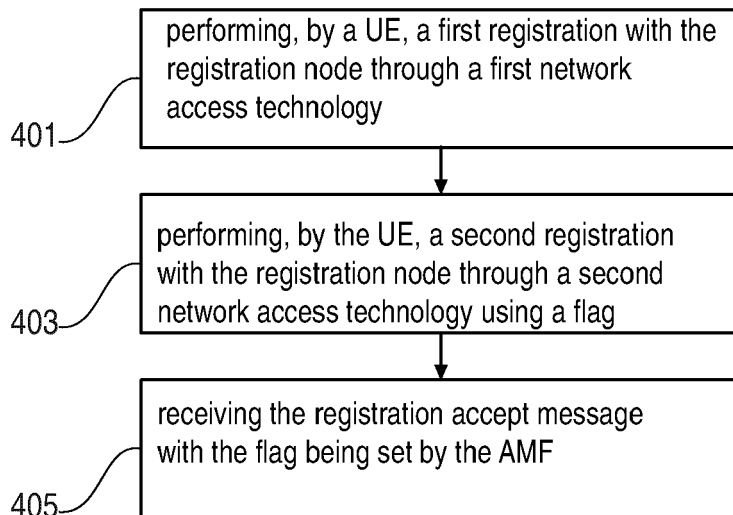 performing, by a UE, a first registration with the
registration node through a first network
access technology
401
performing, by the UE, a second registration
with the registration node through a second
network access technology using a flag
403
receiving the registration accept message
with the flag being set by the AMF
405